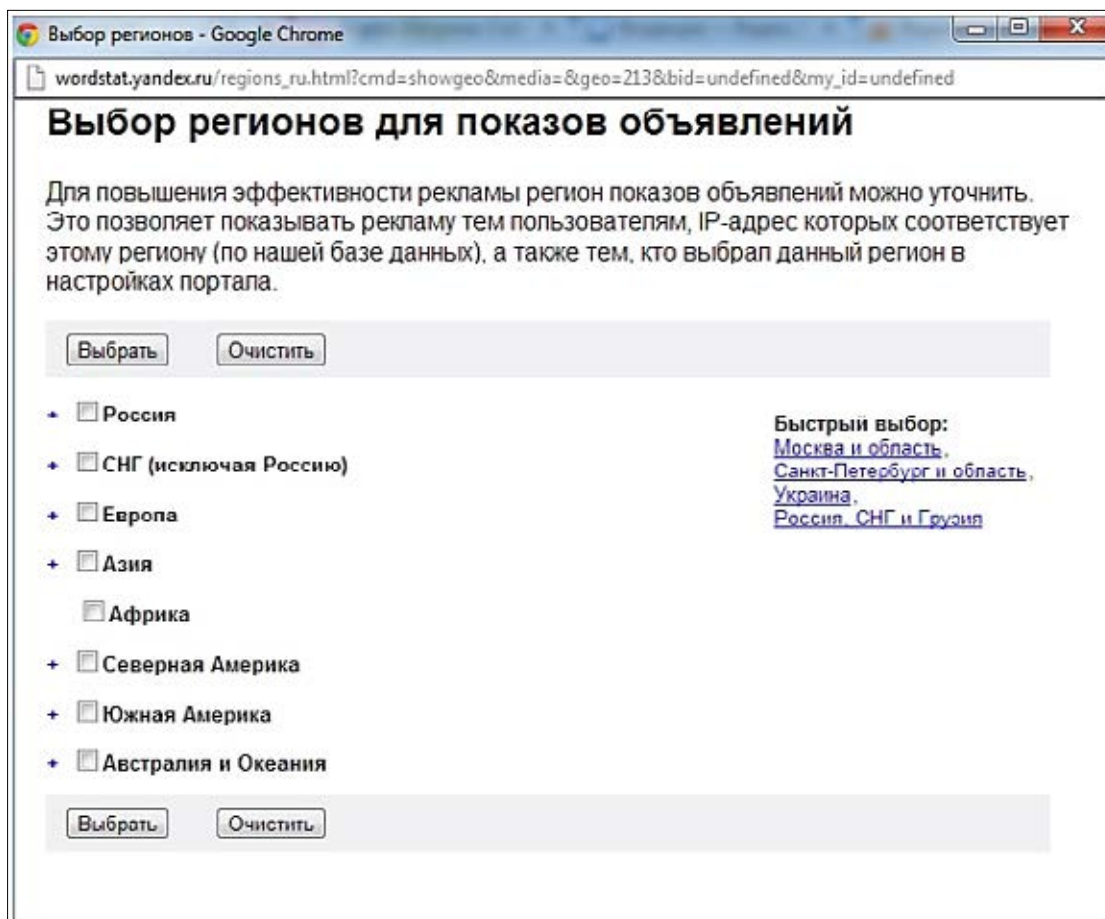 Выбор регионов - Google Chrome
wordstat.yandex.ru/regions_ru.html?cmd=showgeo&media=&geo=213&bid=undefined&my_id=undefined
Выбор регионов для показов объявлений
Для повышения эффективности рекламы регион показов объявлений можно уточнить.
Это позволяет показывать рекламу тем пользователям, IP-адрес которых соответствует
этому региону (по нашей базе данных), а также тем, кто выбрал данный регион в
настройках портала.
Выбрать Очистить
+ Россия
+ СНГ (исключая Россию)
+ Европа
+ Азия
Африка
+ Северная Америка
+ Южная Америка
+ Австралия и Океания
Быстрый выбор:
Москва и область,
Санкт-Петербург и область,
Украина,
Россия, СНГ и Грузия
Выбрать Очистить